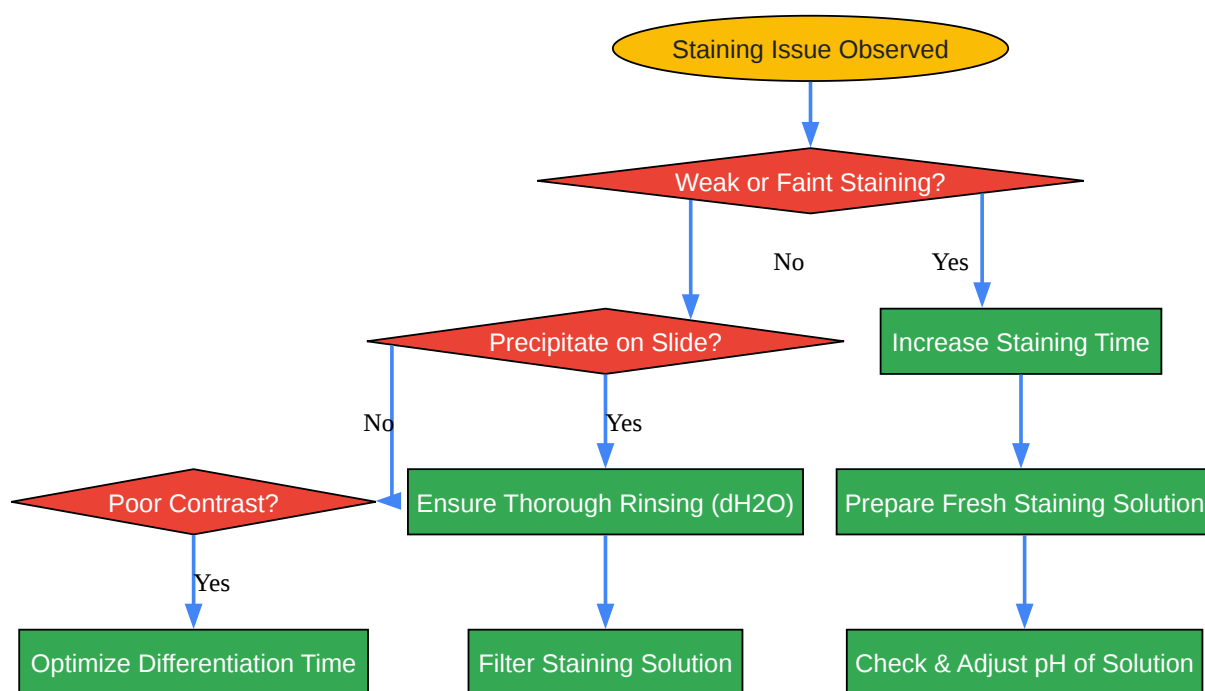 Staining Issue Observed
Weak or Faint Staining?
No
Yes
Precipitate on Slide?
Increase Staining Time
No
Yes
Poor Contrast?
Ensure Thorough Rinsing (dH2O)
Prepare Fresh Staining Solution
Yes
Optimize Differentiation Time
Filter Staining Solution
Check & Adjust pH of Solution